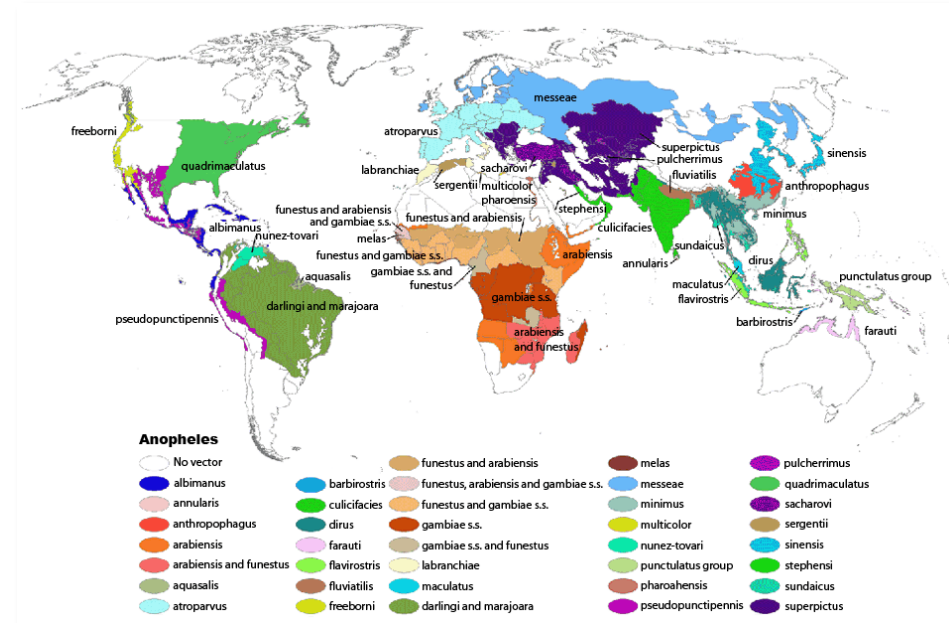 messeae
freeborni
atroparvus
quadrimaculatus
superpictus
pulcherrimus
sinensis
labranchiae
sacharovi
fluviatilis
sergentii
multicolor
anthropophagus
pharoensis
stephensi
minimus
funestus and arabiensis
and gambiae s.s.
funestus and arabiensis
culicifacies
albimanus
nunez-tovari
melas
sundaicus
funestus and gambiae s.s.
arabiensis
annularis
dirus
gambiae s.s. and
funestus
aquasalis
maculatus
punctulatus group
flavirostris
gambiae s.s.
darlingi and marajoara
pseudopunctipennis
barbirostris
arabiensis
and funestus
farauti
Anopheles
No vector
albimanus
annularis
anthropophagus
arabiensis
arabiensis and funestus
aquasalis
atroparvus
barbirostris
culicifacies
dirus
farauti
flavirostris
fluviatilis
freeborni
funestus and arabiensis
funestus, arabiensis and gambiae s.s.
funestus and gambiae s.s.
gambiae s.s.
gambiae s.s. and funestus
labranchiae
maculatus
darlingi and marajoara
melas
messeae
minimus
multicolor
nunez-tovari
punctulatus group
pharoahensis
pseudopunctipennis
pulcherrimus
quadrimaculatus
sacharovi
sergentii
sinensis
stephensi
sundaicus
superpictus